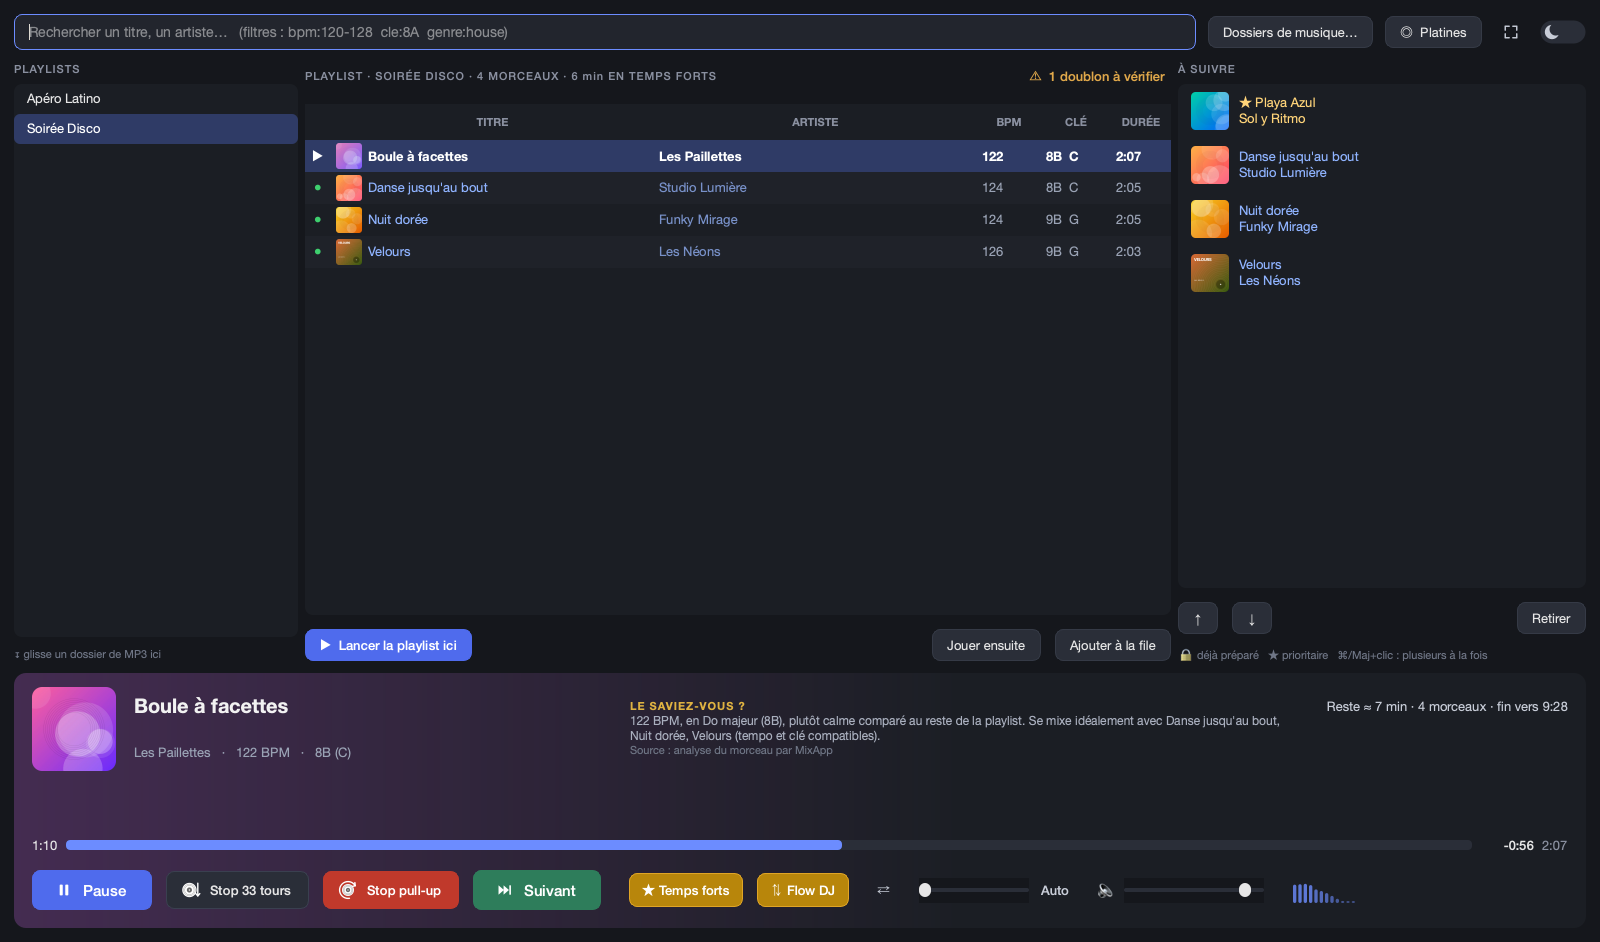 Rechercher un titre, un artiste… (filtres : bpm:120-128 cle:8A genre:house)
Dossiers de musique…
Platines
PLAYLISTS
Apéro Latino
Soirée Disco
↧ glisse un dossier de MP3 ici
PLAYLIST · SOIRÉE DISCO · 4 MORCEAUX · 6 min EN TEMPS FORTS
⚠ 1 doublon à vérifier
TITRE ARTISTE BPM CLÉ DURÉE
▶ Boule à facettes Les Paillettes 122 8B C 2:07
Danse jusqu'au bout Studio Lumière 124 8B C 2:05
Nuit dorée Funky Mirage 124 9B G 2:05
VELOURS
Velours Les Néons 126 9B G 2:03
▶ Lancer la playlist ici
Jouer ensuite
Ajouter à la file
À SUIVRE
★ Playa Azul
Sol y Ritmo
Danse jusqu'au bout
Studio Lumière
Nuit dorée
Funky Mirage
VELOURS
Velours
Les Néons
↑ ↓
Retirer
🔒 déjà préparé ★ prioritaire ⌘/Maj+clic : plusieurs à la fois
Boule à facettes
Les Paillettes · 122 BPM · 8B (C)
LE SAVIEZ-VOUS ?
122 BPM, en Do majeur (8B), plutôt calme comparé au reste de la playlist. Se mixe idéalement avec Danse jusqu'au bout,
Nuit dorée, Velours (tempo et clé compatibles).
Source : analyse du morceau par MixApp
Reste ≈ 7 min · 4 morceaux · fin vers 9:28
1:10
-0:56 2:07
Pause
Stop 33 tours
Stop pull-up
Suivant
★ Temps forts
⇅ Flow DJ
⇄
Auto